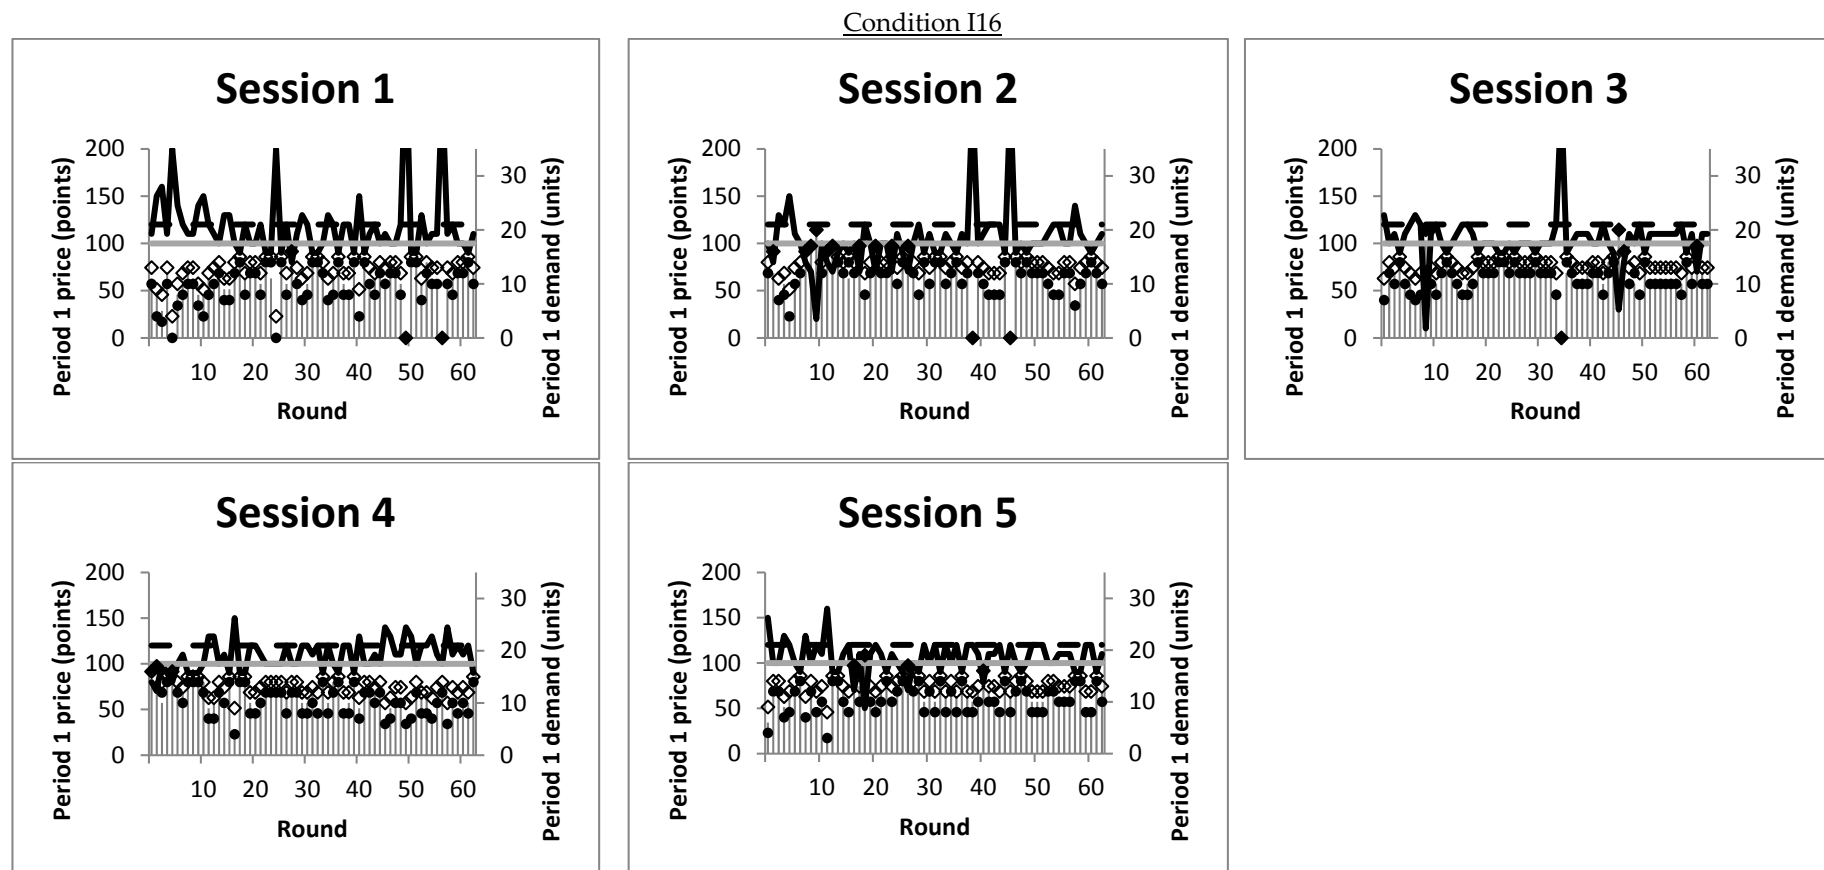 Condition I16
Session 1
Period 1 price (points)
200
150
100
50
0
30
20
10
0
Period 1 demand (units)
10 20 30 40 50 60
Round
Session 2
Period 1 price (points)
200
150
100
50
0
30
20
10
0
Period 1 demand (units)
10 20 30 40 50 60
Round
Session 3
Period 1 price (points)
200
150
100
50
0
30
20
10
0
Period 1 demand (units)
10 20 30 40 50 60
Round
Session 4
Period 1 price (points)
200
150
100
50
0
30
20
10
0
Period 1 demand (units)
10 20 30 40 50 60
Round
Session 5
Period 1 price (points)
200
150
100
50
0
30
20
10
0
Period 1 demand (units)
10 20 30 40 50 60
Round